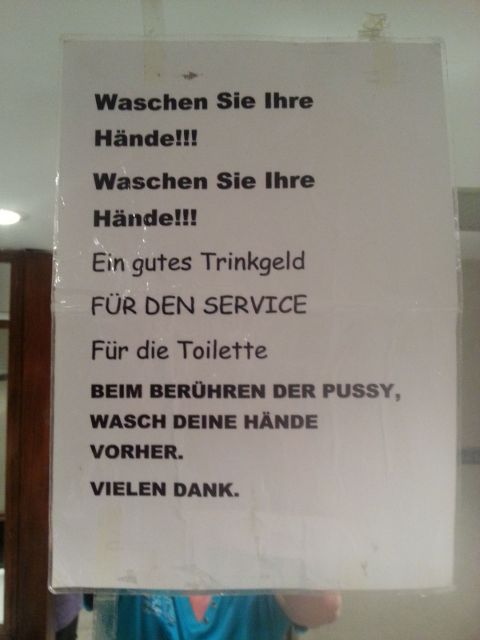 Waschen Sie Ihre
Hände!!!
Waschen Sie Ihre
Hände!!!
Ein gutes Trinkgeld
FÜR DEN SERVICE
Für die Toilette
BEIM BERÜHREN DER PUSSY,
WASCH DEINE HÄNDE
VORHER.
VIELEN DANK.